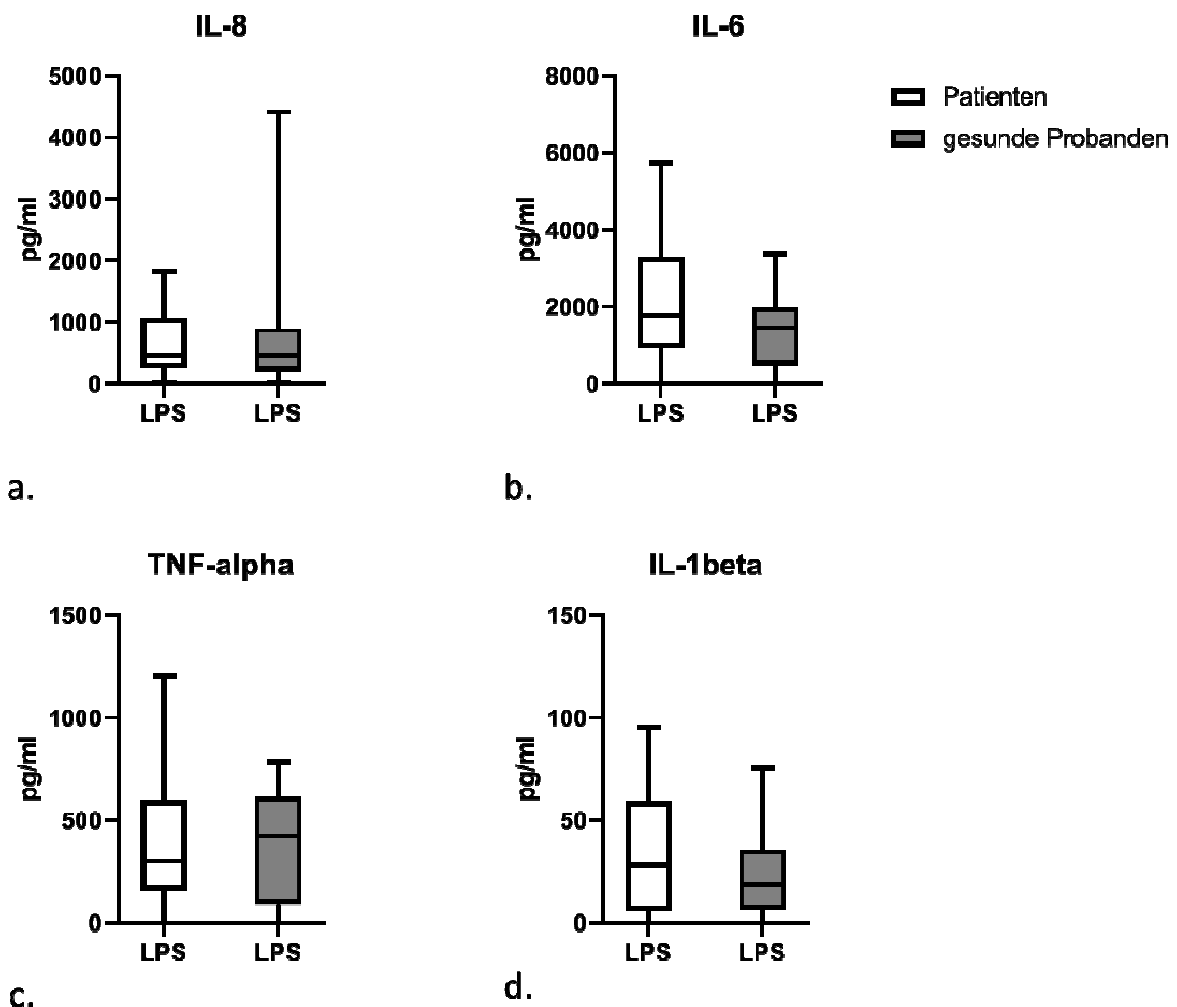 IL-8
pg/ml
5000
4000
3000
2000
1000
0
LPS LPS
a.
IL-6
pg/ml
8000
6000
4000
2000
0
LPS LPS
b.
Patienten
gesunde Probanden
TNF-alpha
pg/ml
1500
1000
500
0
LPS LPS
c.
IL-1beta
pg/ml
150
100
50
0
LPS LPS
d.